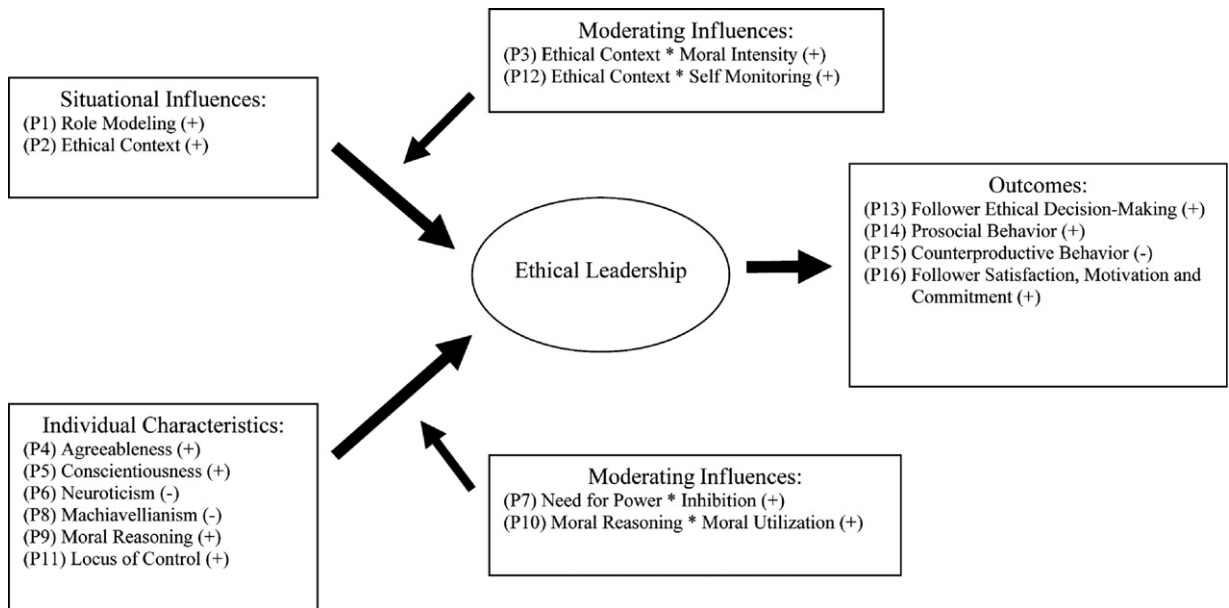 Moderating Influences:
(P3) Ethical Context * Moral Intensity (+)
(P12) Ethical Context * Self Monitoring (+)
Situational Influences:
(P1) Role Modeling (+)
(P2) Ethical Context (+)
Outcomes:
(P13) Follower Ethical Decision-Making (+)
(P14) Prosocial Behavior (+)
(P15) Counterproductive Behavior (-)
(P16) Follower Satisfaction, Motivation and
Commitment (+)
Ethical Leadership
Individual Characteristics:
(P4) Agreeableness (+)
(P5) Conscientiousness (+)
(P6) Neuroticism (-)
(P8) Machiavellianism (-)
(P9) Moral Reasoning (+)
(P11) Locus of Control (+)
Moderating Influences:
(P7) Need for Power * Inhibition (+)
(P10) Moral Reasoning * Moral Utilization (+)